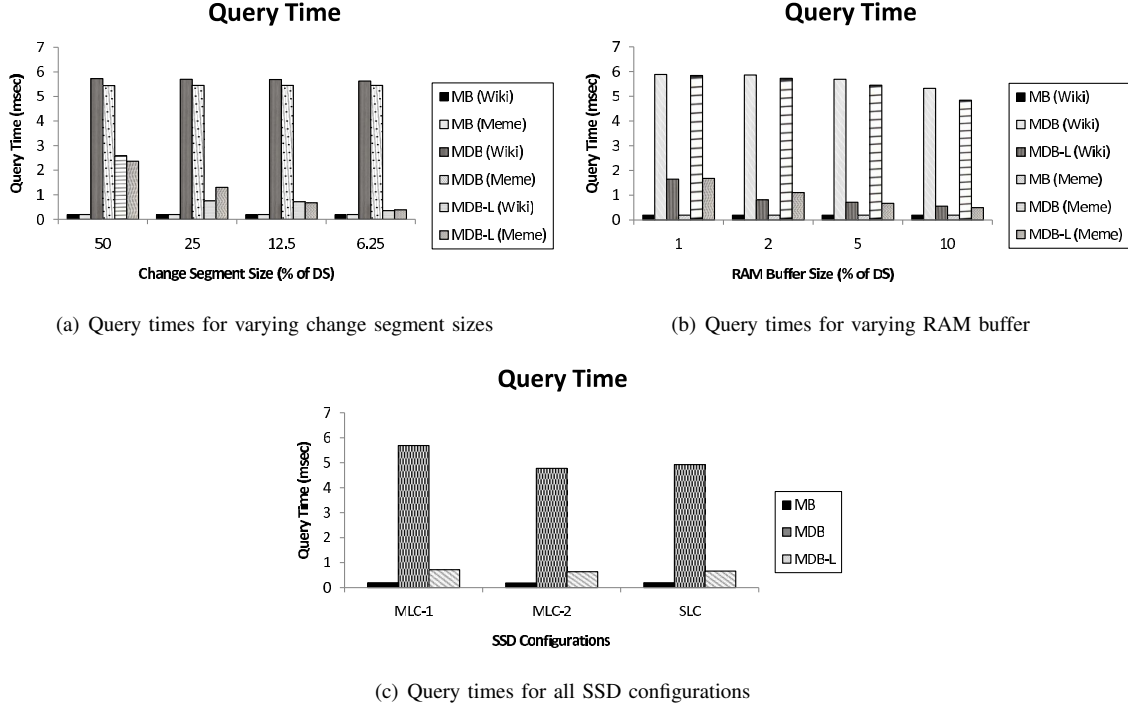 Query Time
7
6
5
4
3
2
1
0
Query Time (msec)
50 25 12.5 6.25
Change Segment Size (% of DS)
MB (Wiki)
MB (Meme)
MDB (Wiki)
MDB (Meme)
MDB-L (Wiki)
MDB-L (Meme)
(a) Query times for varying change segment sizes
Query Time
7
6
5
4
3
2
1
0
Query Time (msec)
1 2 5 10
RAM Buffer Size (% of DS)
MB (Wiki)
MDB (Wiki)
MDB-L (Wiki)
MB (Meme)
MDB (Meme)
MDB-L (Meme)
(b) Query times for varying RAM buffer
Query Time
7
6
5
4
3
2
1
0
Query Time (msec)
MLC-1 MLC-2 SLC
SSD Configurations
MB
MDB
MDB-L
(c) Query times for all SSD configurations